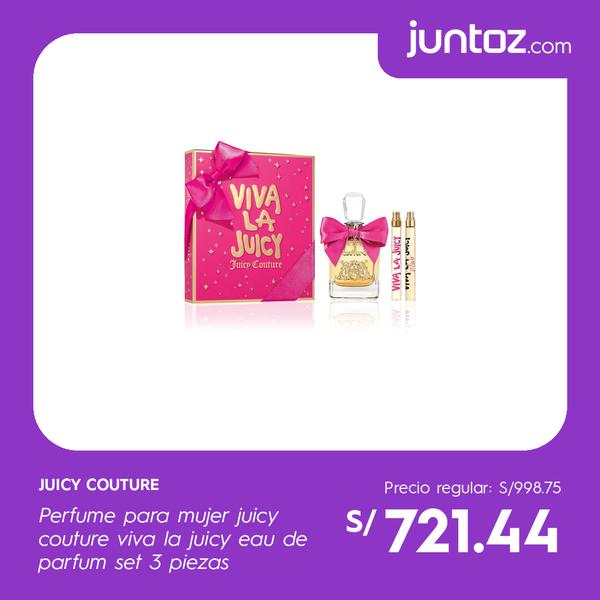 juntoz.com
VIVA
LA
JUICY
Juicy Couture
VIVA LA JUICY
JUICY COUTURE
Perfume para mujer juicy
couture viva la juicy eau de
parfum set 3 piezas
Precio regular: S/998.75
S/721.44